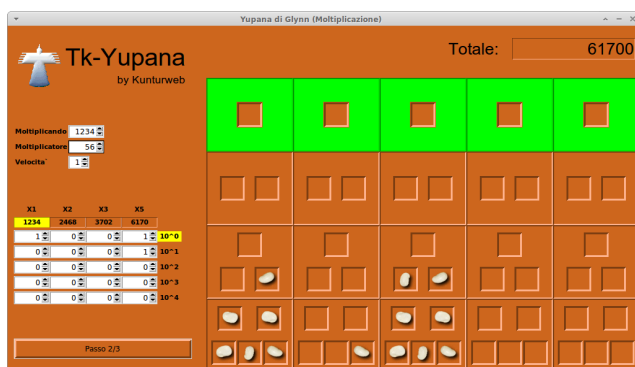 Yupana di Glynn (Moltiplicazione)
Tk-Yupana
by Kunturweb
Totale: 61700
Moltiplicando 1234
Moltiplicatore 56
Velocita` 1
X1 X2 X3 X5
1234 2468 3702 6170
1 0 0 1 10^0
0 0 0 1 10^1
0 0 0 0 10^2
0 0 0 0 10^3
0 0 0 0 10^4
Passo 2/3